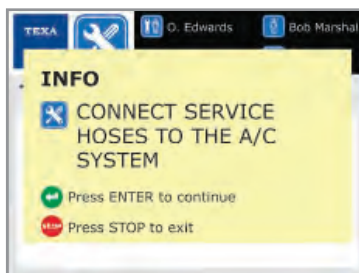 TEXA
O. Edwards
Bob Marshal
INFO
CONNECT SERVICE
HOSES TO THE A/C
SYSTEM
Press ENTER to continue
STOP
Press STOP to exit